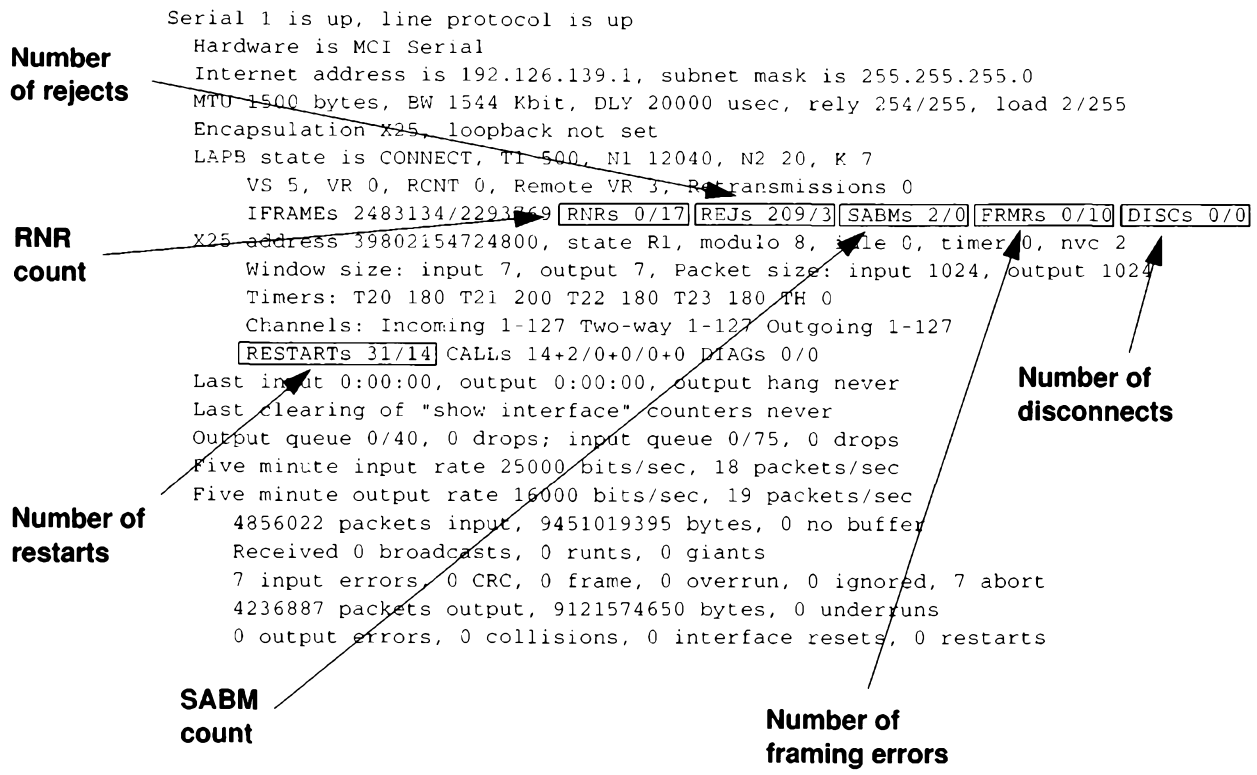 Serial 1 is up, line protocol is up
Hardware is MCI Serial
Internet address is 192.126.139.1, subnet mask is 255.255.255.0
MTU 1500 bytes, BW 1544 Kbit, DLY 20000 usec, rely 254/255, load 2/255
Encapsulation X25, loopback not set
LAPB state is CONNECT, T1 500, N1 12040, N2 20, K 7
VS 5, VR 0, RCNT 0, Remote VR 3, Retransmissions 0
IFRAMEs 2483134/2293769 RNRs 0/17 REJs 209/3 SABMs 2/0 FRMRs 0/10 DISCs 0/0
X25 address 39802154724800, state R1, modulo 8, idle 0, timer 0, nvc 2
Window size: input 7, output 7, Packet size: input 1024, output 1024
Timers: T20 180 T21 200 T22 180 T23 180 TH 0
Channels: Incoming 1-127 Two-way 1-127 Outgoing 1-127
RESTARTs 31/14 CALLs 14+2/0+0/0+0 DIAGs 0/0
Last input 0:00:00, output 0:00:00, output hang never
Last clearing of "show interface" counters never
Output queue 0/40, 0 drops; input queue 0/75, 0 drops
Five minute input rate 25000 bits/sec, 18 packets/sec
Five minute output rate 16000 bits/sec, 19 packets/sec
4856022 packets input, 9451019395 bytes, 0 no buffer
Received 0 broadcasts, 0 runts, 0 giants
7 input errors, 0 CRC, 0 frame, 0 overrun, 0 ignored, 7 abort
4236887 packets output, 9121574650 bytes, 0 underruns
0 output errors, 0 collisions, 0 interface resets, 0 restarts
Number
of rejects
RNR
count
Number of
restarts
SABM
count
Number of
framing errors
Number of
disconnects